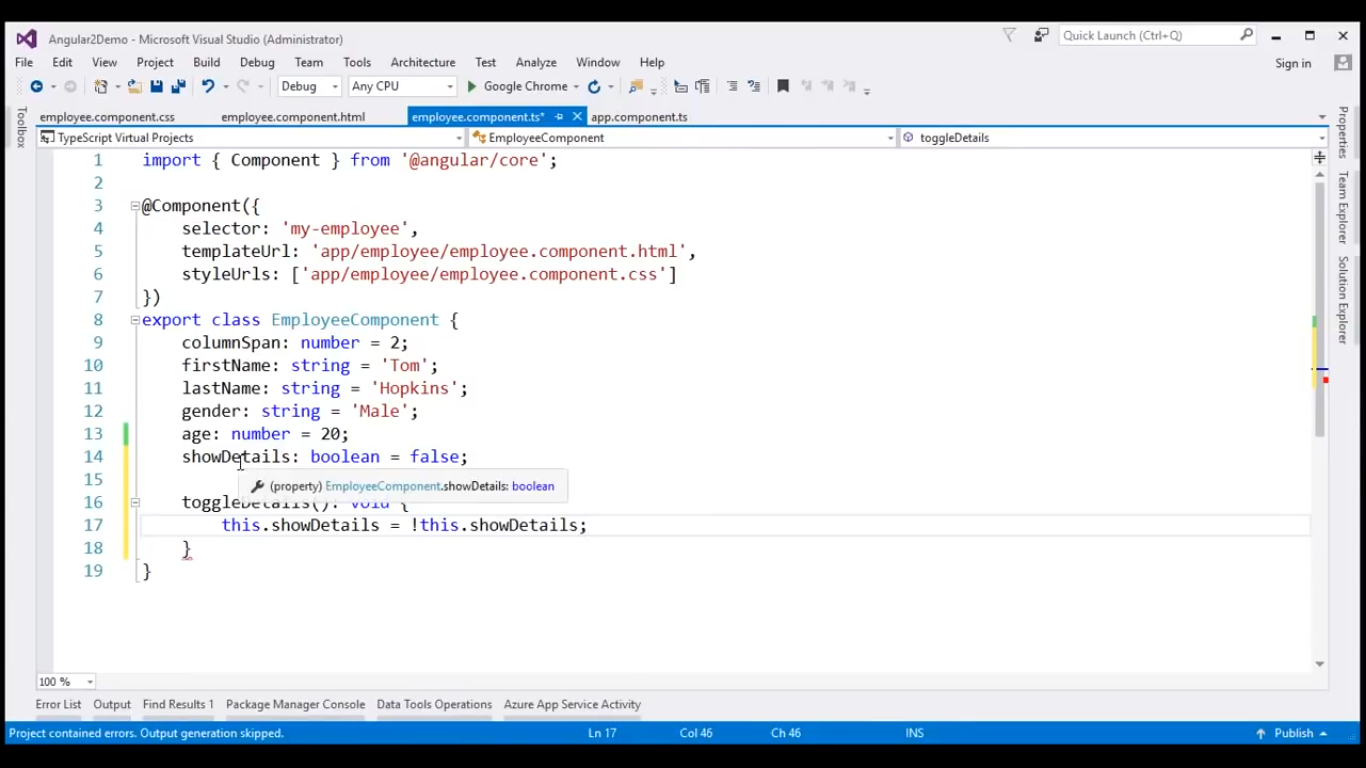 Angular2Demo - Microsoft Visual Studio (Administrator)
Quick Launch (Ctrl+Q)
File Edit View Project Build Debug Team Tools Architecture Test Analyze Window Help
Sign in
Debug Any CPU Google Chrome
Toolbox
employee.component.css employee.component.html employee.component.ts* app.component.ts
TypeScript Virtual Projects EmployeeComponent toggleDetails
Properties
Team Explorer
Solution Explorer
1 import { Component } from '@angular/core';
2
3 @Component({
4 selector: 'my-employee',
5 templateUrl: 'app/employee/employee.component.html',
6 styleUrls: ['app/employee/employee.component.css']
7 })
8 export class EmployeeComponent {
9 columnSpan: number = 2;
10 firstName: string = 'Tom';
11 lastName: string = 'Hopkins';
12 gender: string = 'Male';
13 age: number = 20;
14 showDetails: boolean = false;
15
(property) EmployeeComponent.showDetails: boolean
16 toggleDetails(): void {
17 this.showDetails = !this.showDetails;
18 }
19 }
100 %
Error List Output Find Results 1 Package Manager Console Data Tools Operations Azure App Service Activity
Project contained errors. Output generation skipped. Ln 17 Col 46 Ch 46 INS Publish